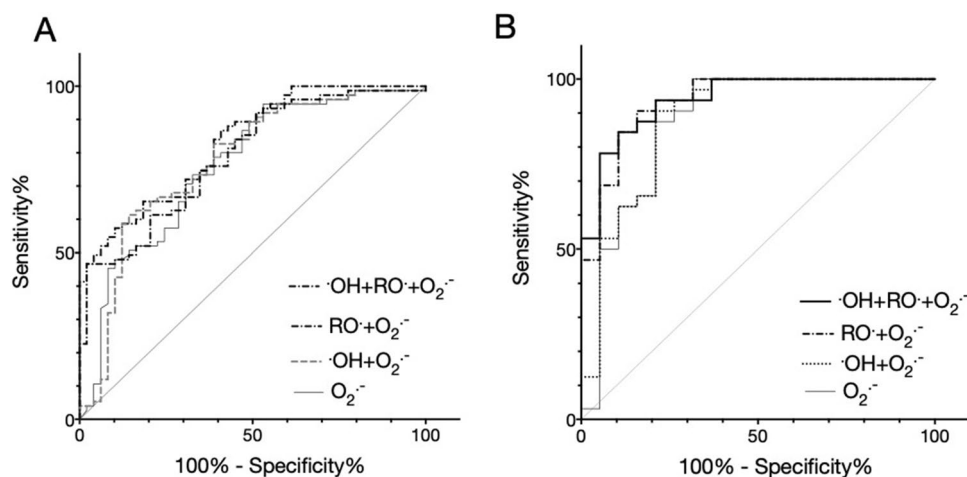 A
Sensitivity%
100
50
0
·OH+RO·+O₂·⁻
RO·+O₂·⁻
·OH+O₂·⁻
O₂·⁻
0
50
100
100% - Specificity%
B
Sensitivity%
100
50
0
·OH+RO·+O₂·⁻
RO·+O₂·⁻
·OH+O₂·⁻
O₂·⁻
0
50
100
100% - Specificity%